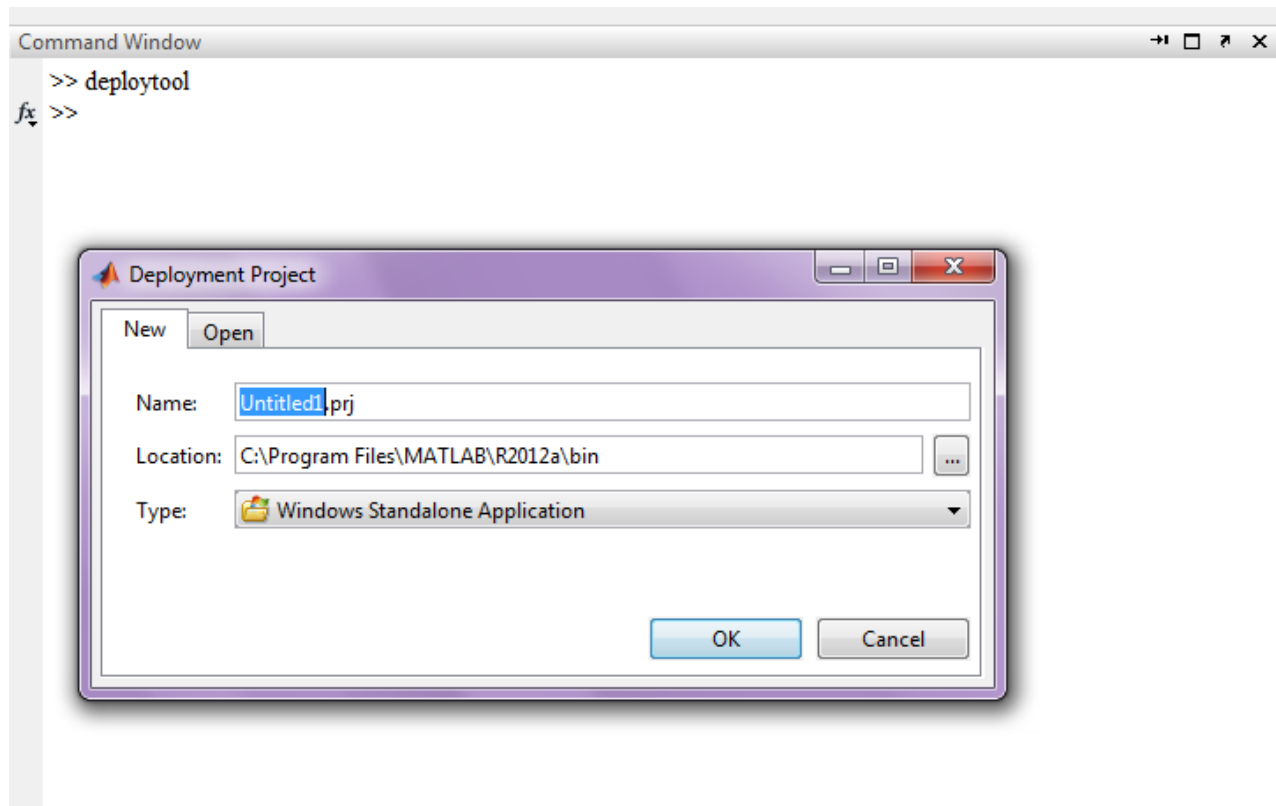 Command Window
>> deploytool
fx >>
Deployment Project
New Open
Name: Untitled1.prj
Location: C:\Program Files\MATLAB\R2012a\bin ...
Type: Windows Standalone Application
OK Cancel